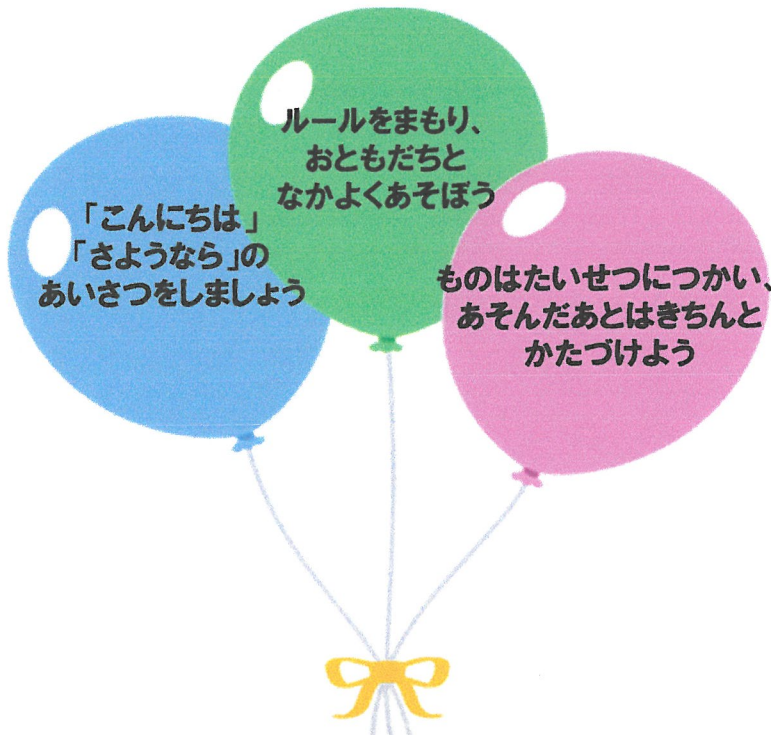 「こんにちは」
「さようなら」の
あいさつをしましょう
ルールをまもり、
おともだちと
なかよくあそぼう
ものはたいせつにつかい、
あそんだあとはきちんと
かたづけよう